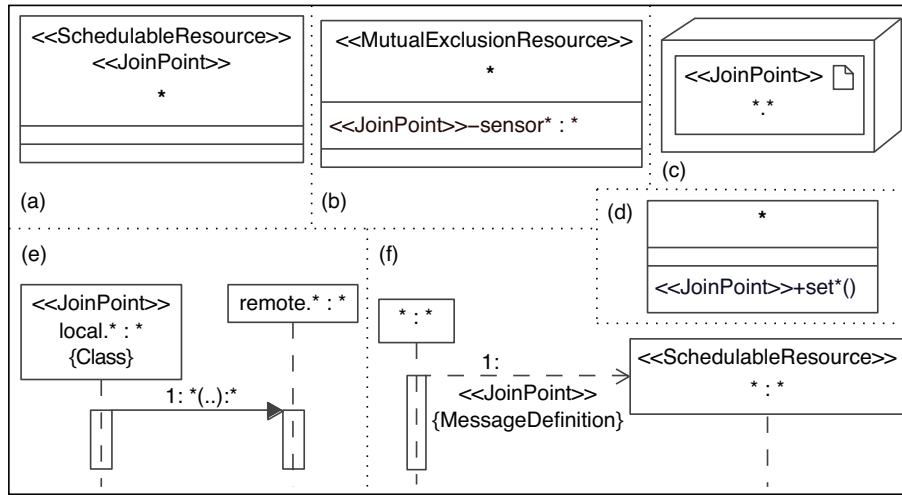 <<SchedulableResource>>
<<JoinPoint>>
*
(a)
<<MutualExclusionResource>>
*
<<JoinPoint>>–sensor* : *
(b)
<<JoinPoint>>
*.*
(c)
(d)
*
<<JoinPoint>>+set*()
(e)
<<JoinPoint>>
local.* : *
{Class}
remote.* : *
1: *(..):*
(f)
* : *
1:
<<JoinPoint>>
{MessageDefinition}
<<SchedulableResource>>
* : *